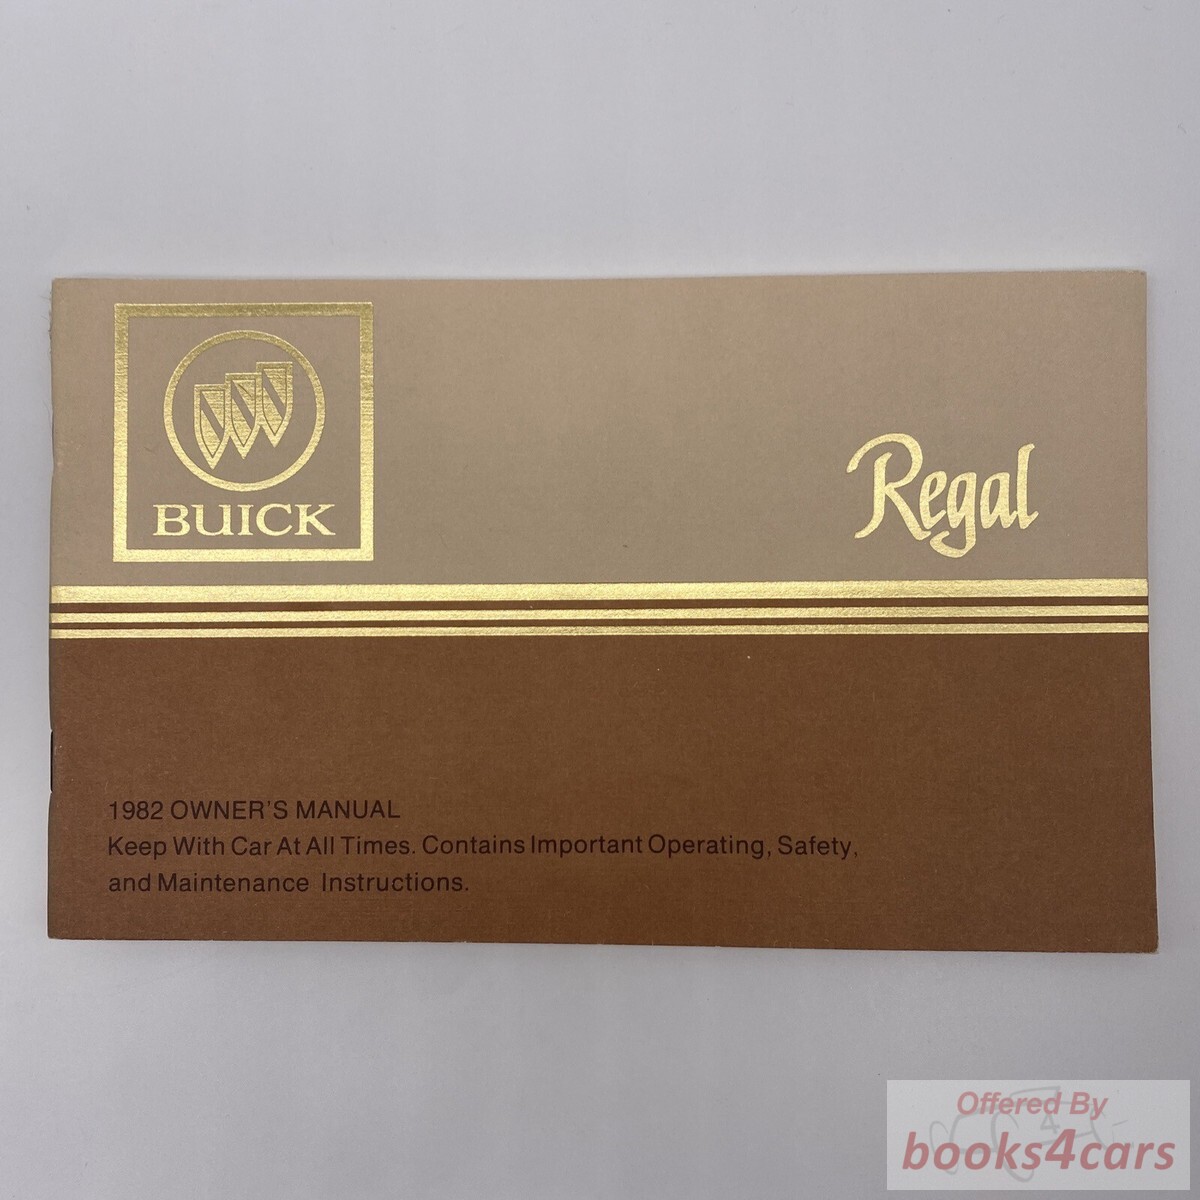 BUICK
Regal
1982 OWNER'S MANUAL
Keep With Car At All Times. Contains Important Operating, Safety,
and Maintenance Instructions.
Offered By
books4cars